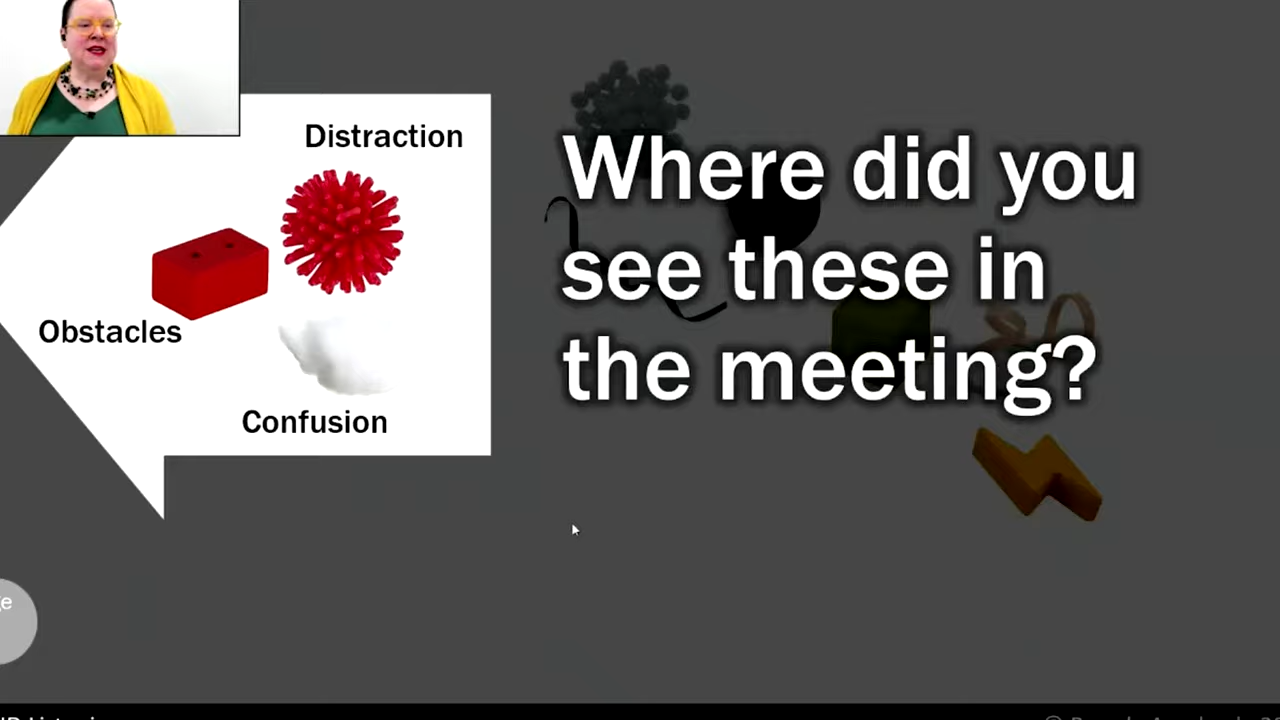 Distraction
Where did you
see these in
the meeting?
Obstacles
Confusion